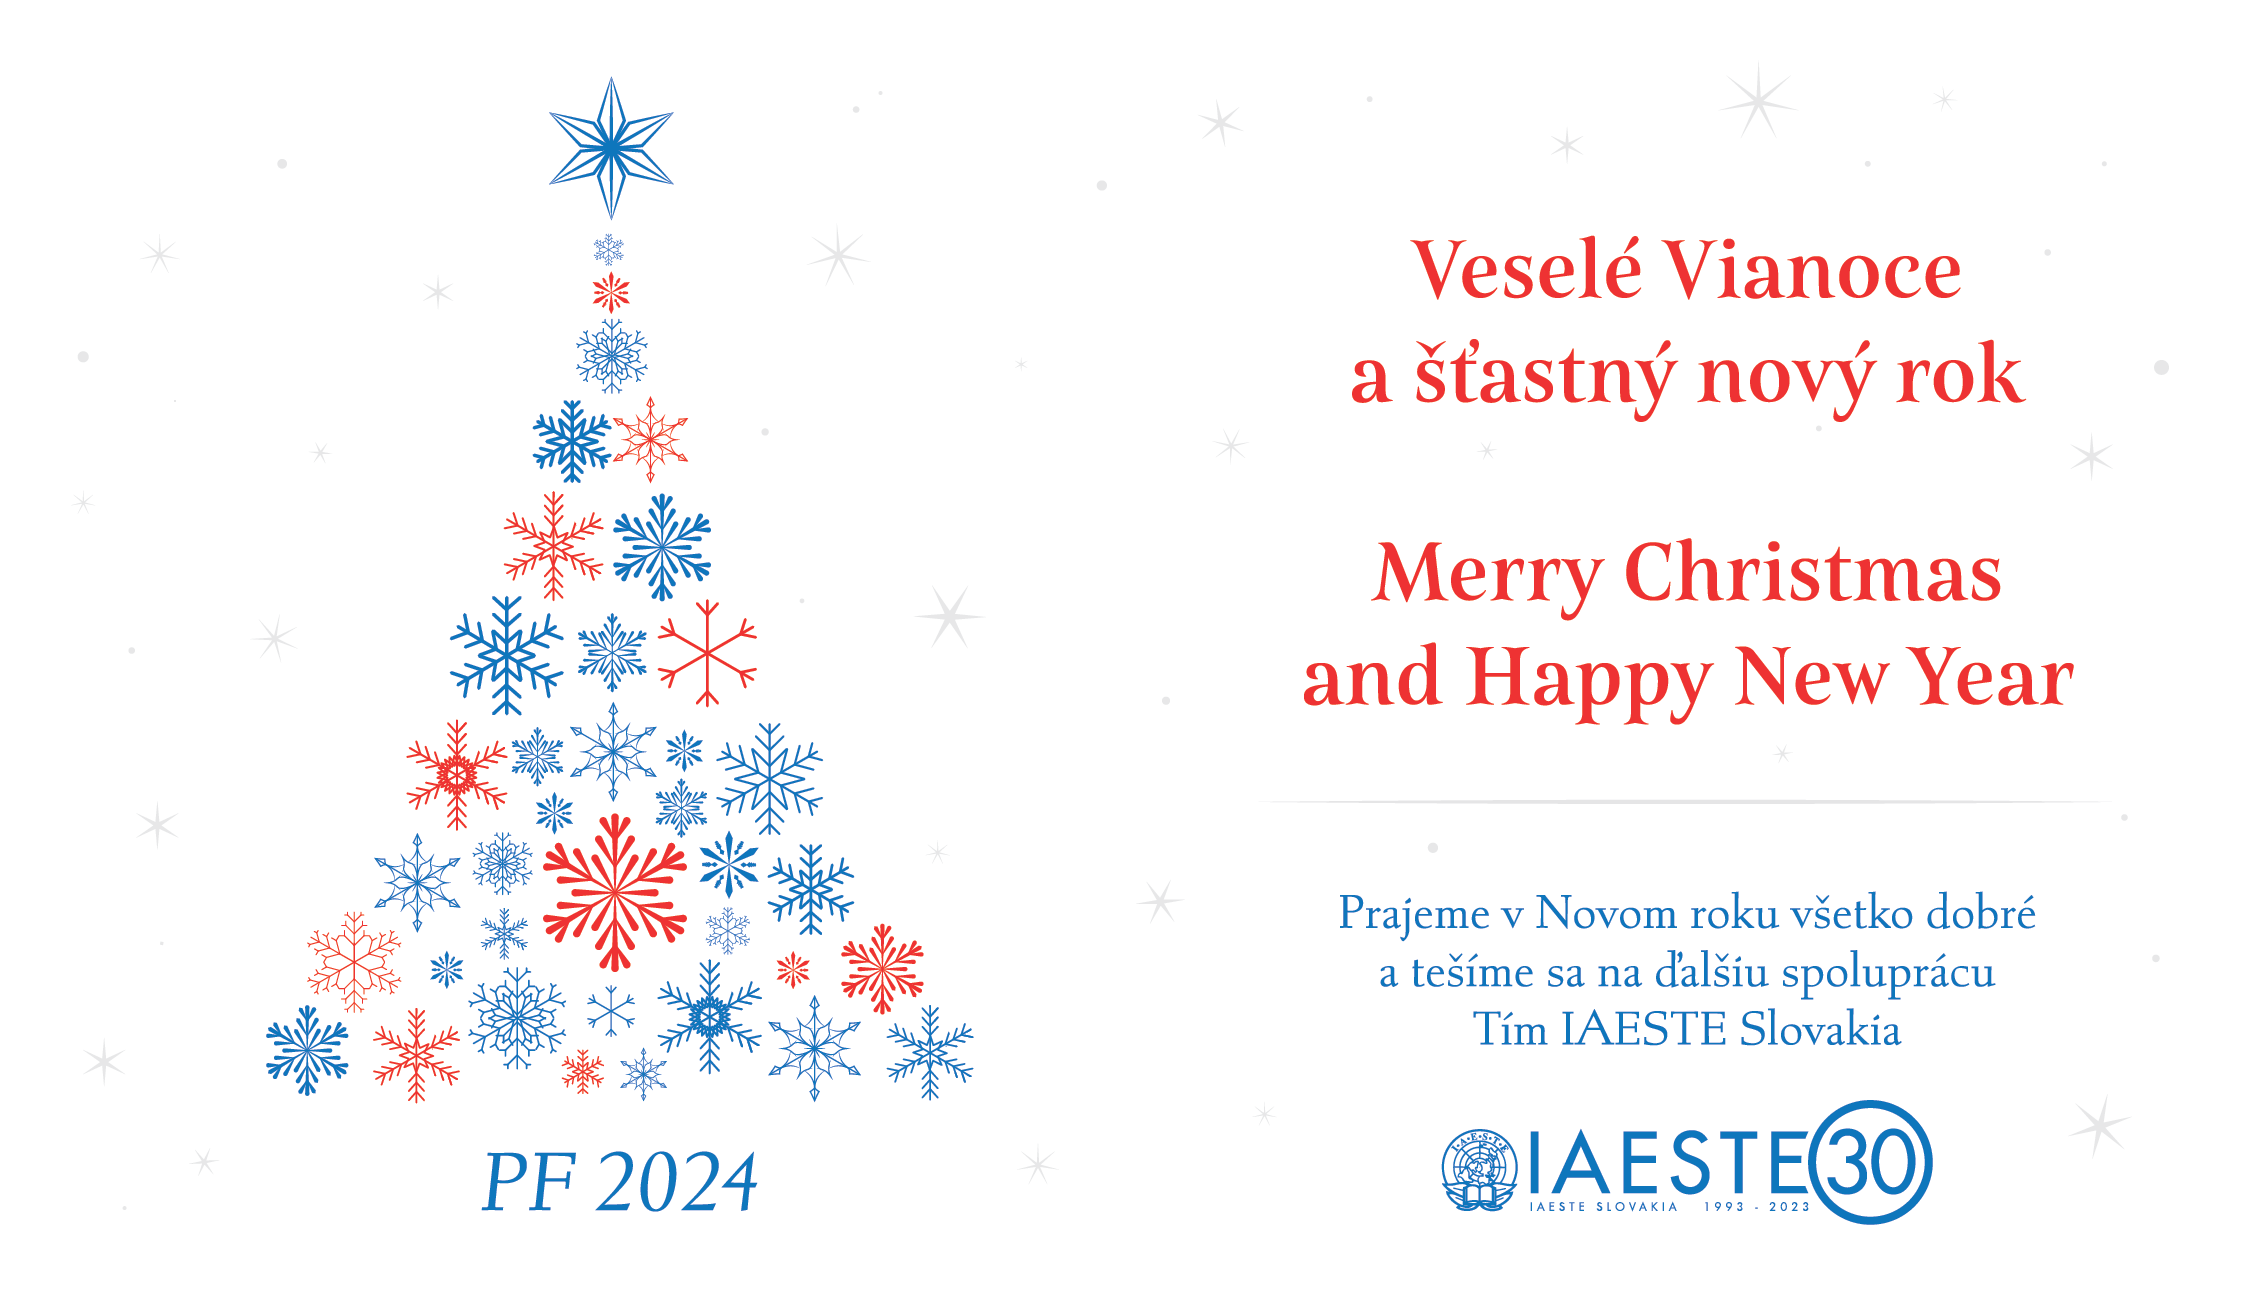 Veselé Vianoce
a šťastný nový rok
Merry Christmas
and Happy New Year
Prajeme v Novom roku všetko dobré
a tešíme sa na ďalšiu spoluprácu
Tím IAESTE Slovakia
I.A.E.S.T.E
IAESTE 30
IAESTE SLOVAKIA 1993 - 2023
PF 2024